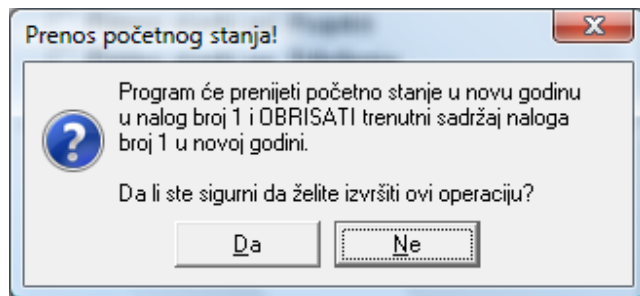 Prenos početnog stanja!
Program će prenijeti početno stanje u novu godinu
u nalog broj 1 i OBRISATI trenutni sadržaj naloga
broj 1 u novoj godini.
Da li ste sigurni da želite izvršiti ovi operaciju?
Da
Ne